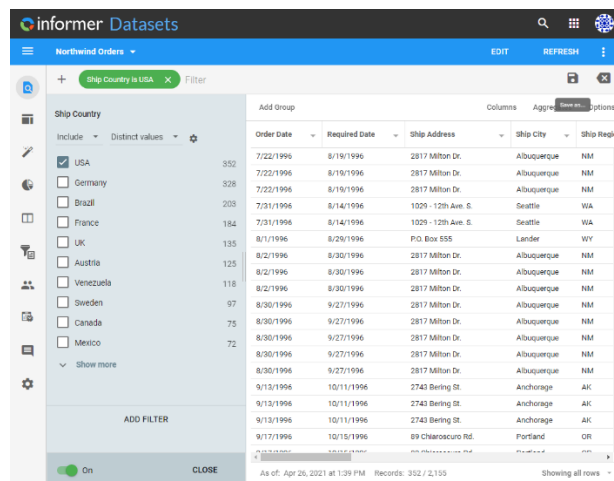 informer Datasets
Northwind Orders EDIT REFRESH
Ship Country is USA X Filter
Save as...
Ship Country
Include Distinct values
USA 352
Germany 328
Brazil 203
France 184
UK 135
Austria 125
Venezuela 118
Sweden 97
Canada 75
Mexico 72
Show more
ADD FILTER
On CLOSE
Add Group Columns Aggre ptions
Order Date Required Date Ship Address Ship City Ship Regi
7/22/1996 8/19/1996 2817 Milton Dr. Albuquerque NM
7/22/1996 8/19/1996 2817 Milton Dr. Albuquerque NM
7/22/1996 8/19/1996 2817 Milton Dr. Albuquerque NM
7/31/1996 8/14/1996 1029 - 12th Ave. S. Seattle WA
7/31/1996 8/14/1996 1029 - 12th Ave. S. Seattle WA
8/1/1996 8/29/1996 P.O. Box 555 Lander WY
8/2/1996 8/30/1996 2817 Milton Dr. Albuquerque NM
8/2/1996 8/30/1996 2817 Milton Dr. Albuquerque NM
8/2/1996 8/30/1996 2817 Milton Dr. Albuquerque NM
8/30/1996 9/27/1996 2817 Milton Dr. Albuquerque NM
8/30/1996 9/27/1996 2817 Milton Dr. Albuquerque NM
8/30/1996 9/27/1996 2817 Milton Dr. Albuquerque NM
8/30/1996 9/27/1996 2817 Milton Dr. Albuquerque NM
9/13/1996 10/11/1996 2743 Bering St. Anchorage AK
9/13/1996 10/11/1996 2743 Bering St. Anchorage AK
9/13/1996 10/11/1996 2743 Bering St. Anchorage AK
9/17/1996 10/15/1996 89 Chiaroscuro Rd. Portland OR
As of: Apr 26, 2021 at 1:39 PM Records: 352 / 2,155 Showing all rows